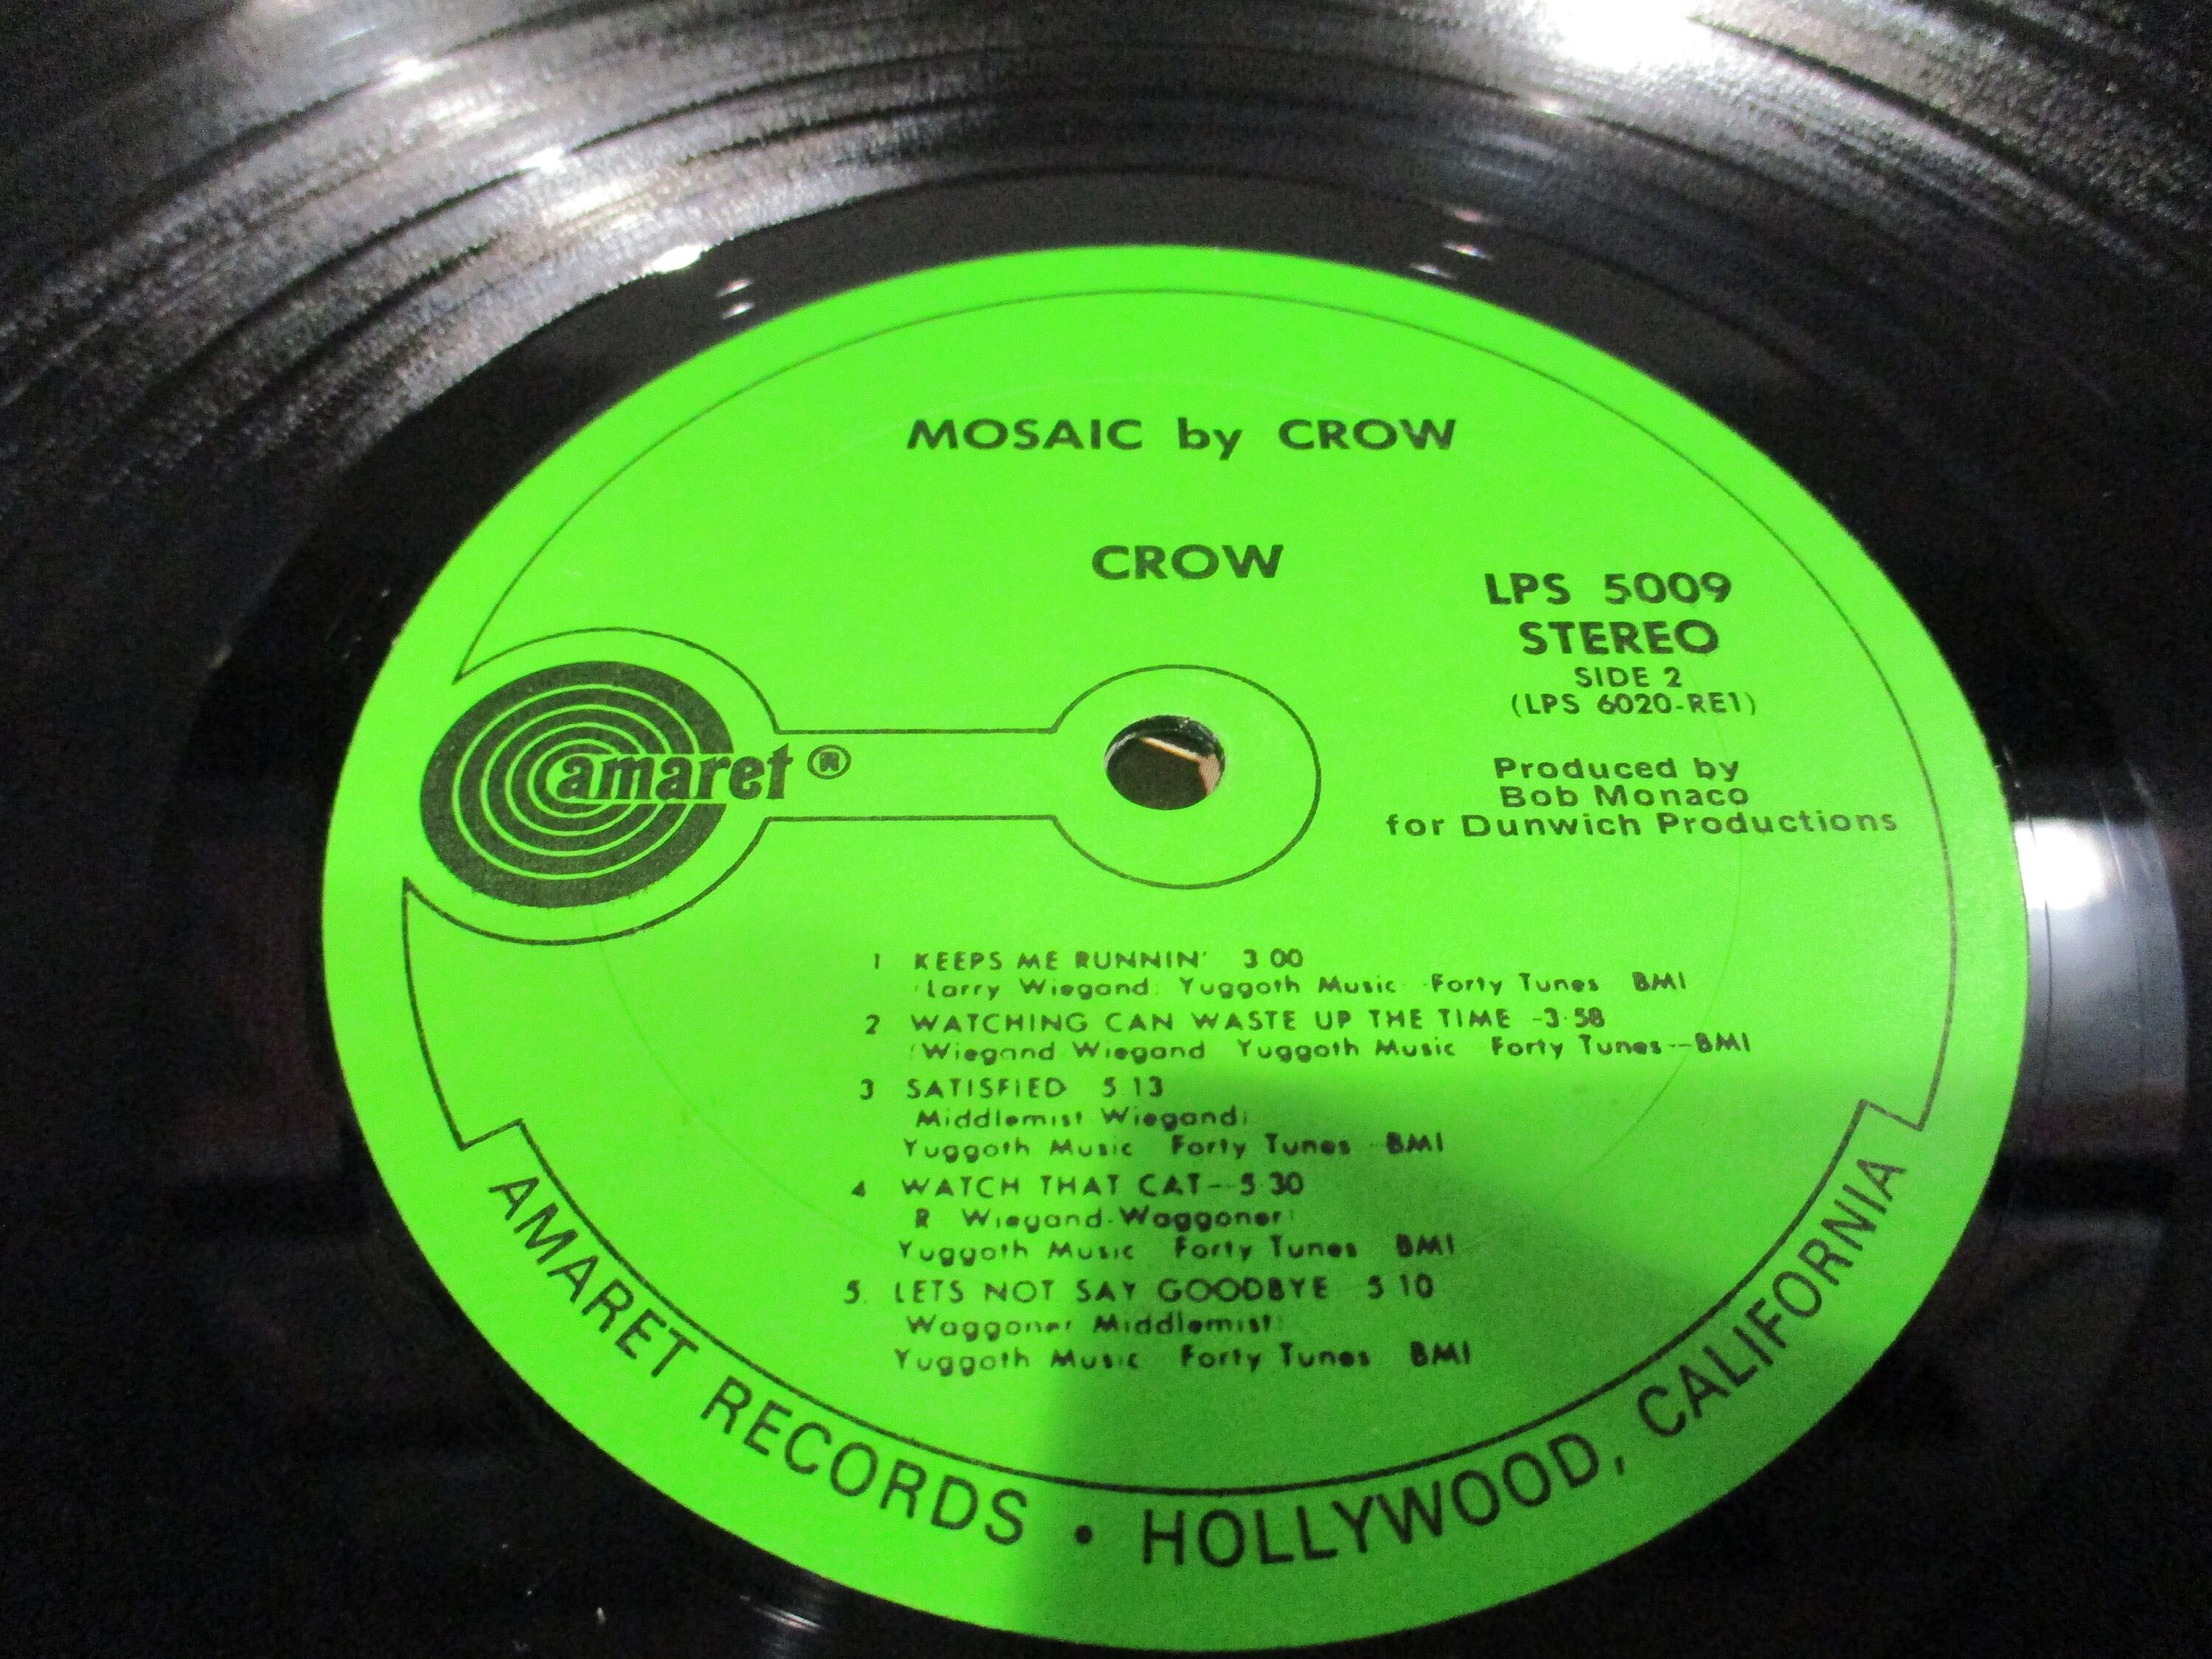 MOSAIC by CROW
CROW
LPS 5009
STEREO
SIDE 2
(LPS 6020-RE1)
amaret ®
Produced by
Bob Monaco
for Dunwich Productions
1 KEEPS ME RUNNIN' 3 00
(Larry Wiegand) Yuggoth Music Forty Tunes BMI
2 WATCHING CAN WASTE UP THE TIME -3:58
(Wiegand Wiegand Yuggoth Music Forty Tunes--BMI
3 SATISFIED 5 13
Middlemist Wiegand)
Yuggoth Music Forty Tunes BMI
4 WATCH THAT CAT--5:30
R Wiegand-Waggoner)
Yuggoth Music Forty Tunes BMI
5. LETS NOT SAY GOODBYE 5 10
Waggoner Middlemist)
Yuggoth Music Forty Tunes BMI
AMARET RECORDS • HOLLYWOOD, CALIFORNIA